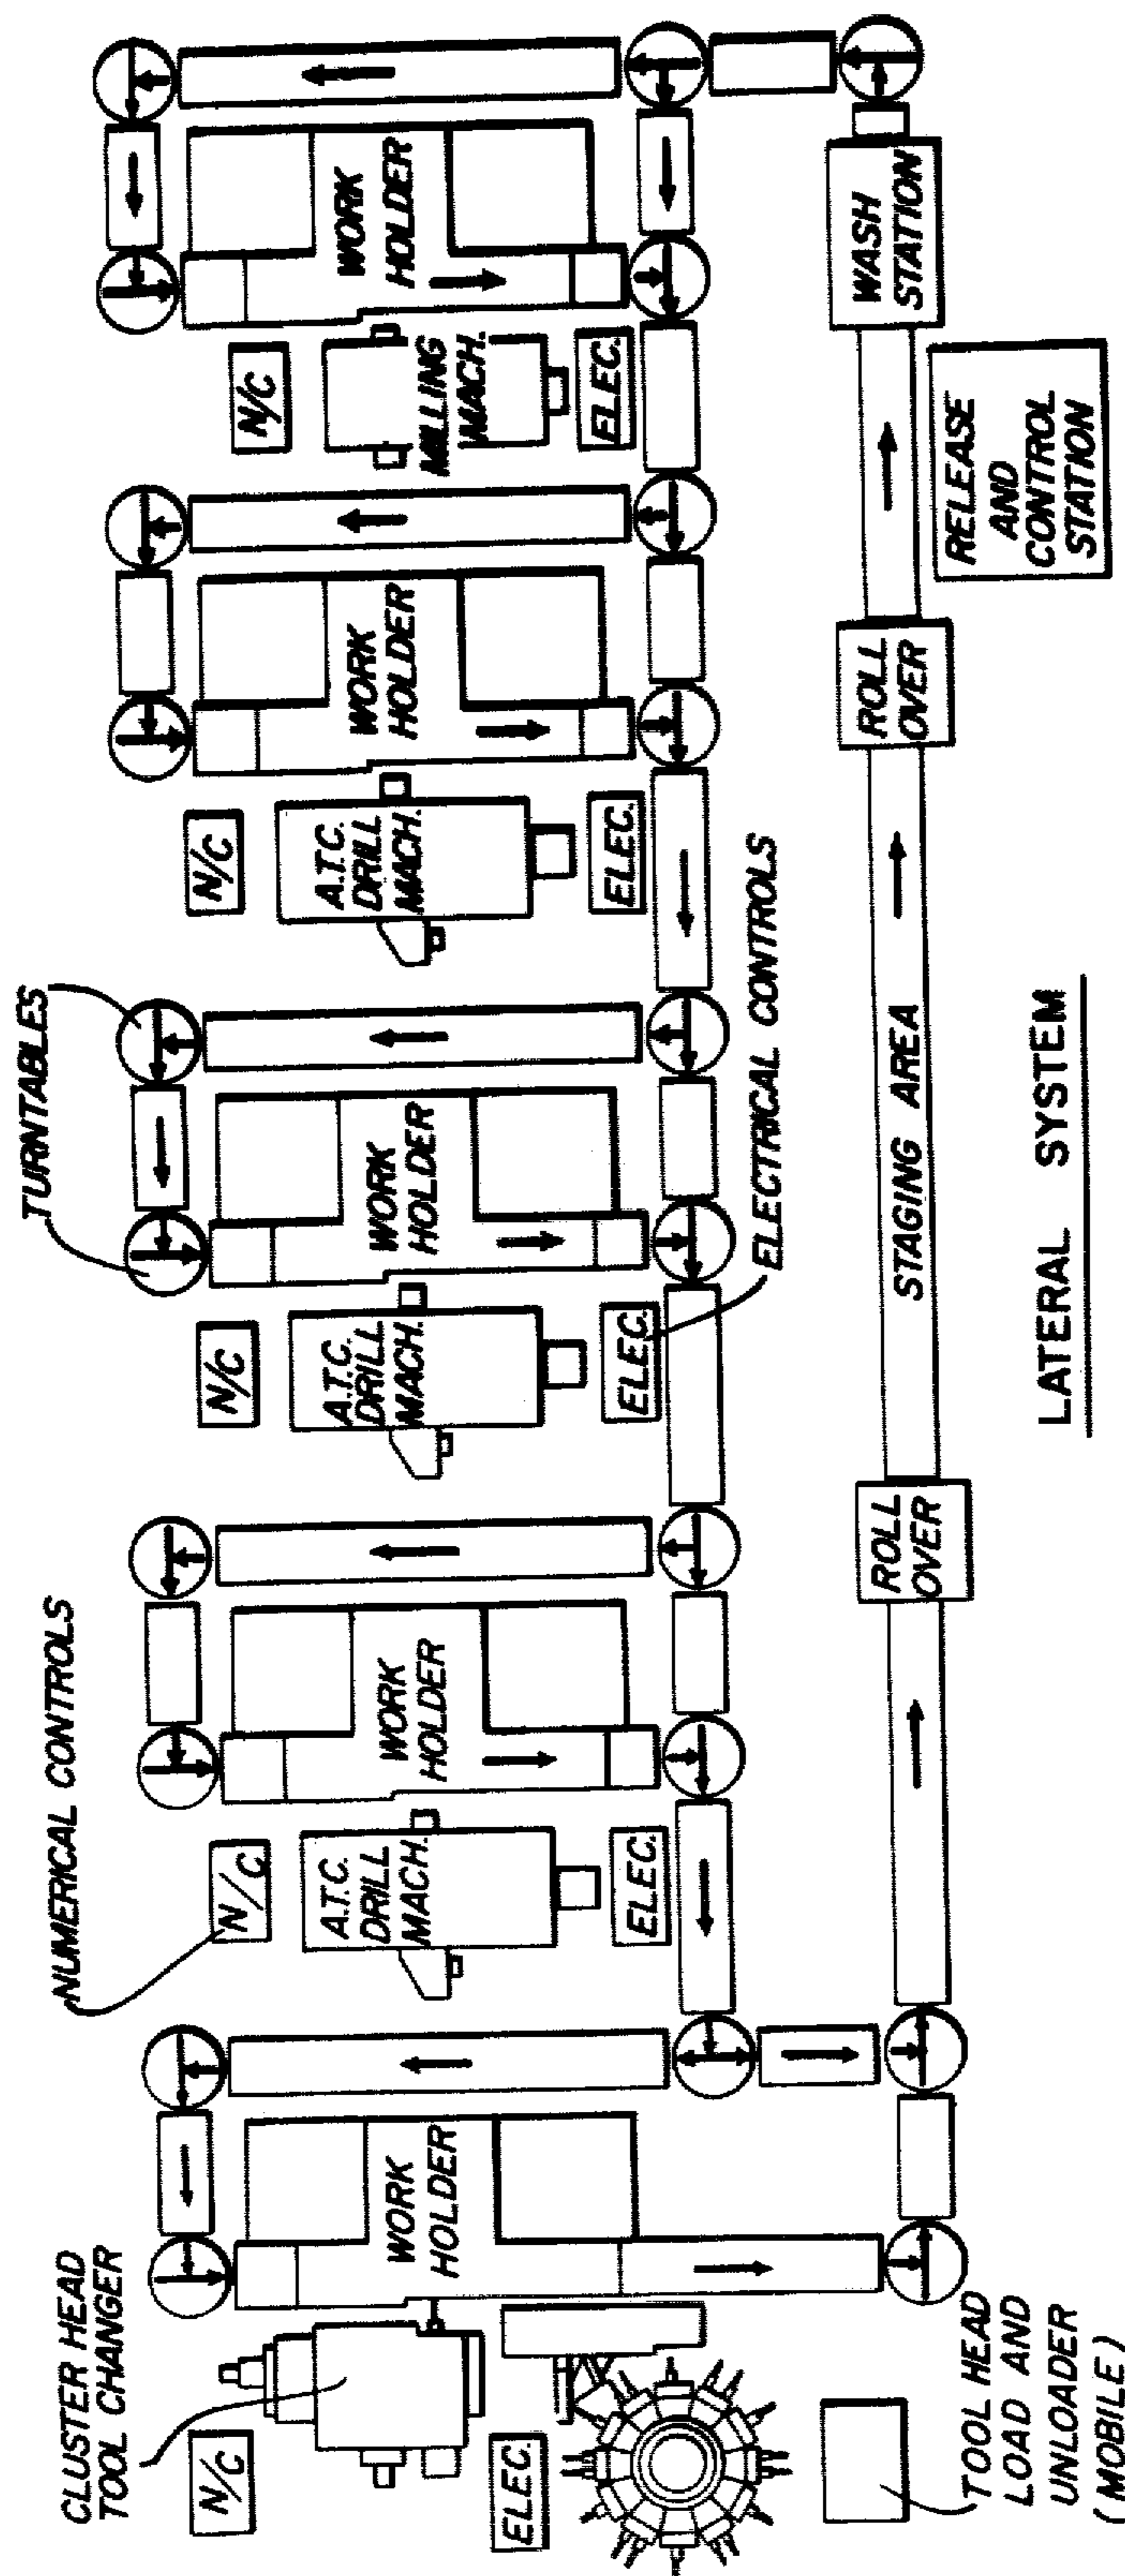 CLUSTER HEAD
TOOL CHANGER
NUMERICAL CONTROLS
TURNTABLES
N/C
N/C
N/C
N/C
N/C
WORK
HOLDER
WORK
HOLDER
WORK
HOLDER
WORK
HOLDER
WORK
HOLDER
A.T.C.
DRILL
MACH.
A.T.C.
DRILL
MACH.
A.T.C.
DRILL
MACH.
MILLING
MACH.
ELEC.
ELEC.
ELEC.
ELEC.
ELEC.
ELECTRICAL CONTROLS
TOOL HEAD
LOAD AND
UNLOADER
(MOBILE)
ROLL
OVER
STAGING AREA
ROLL
OVER
WASH
STATION
RELEASE
AND
CONTROL
STATION
LATERAL SYSTEM